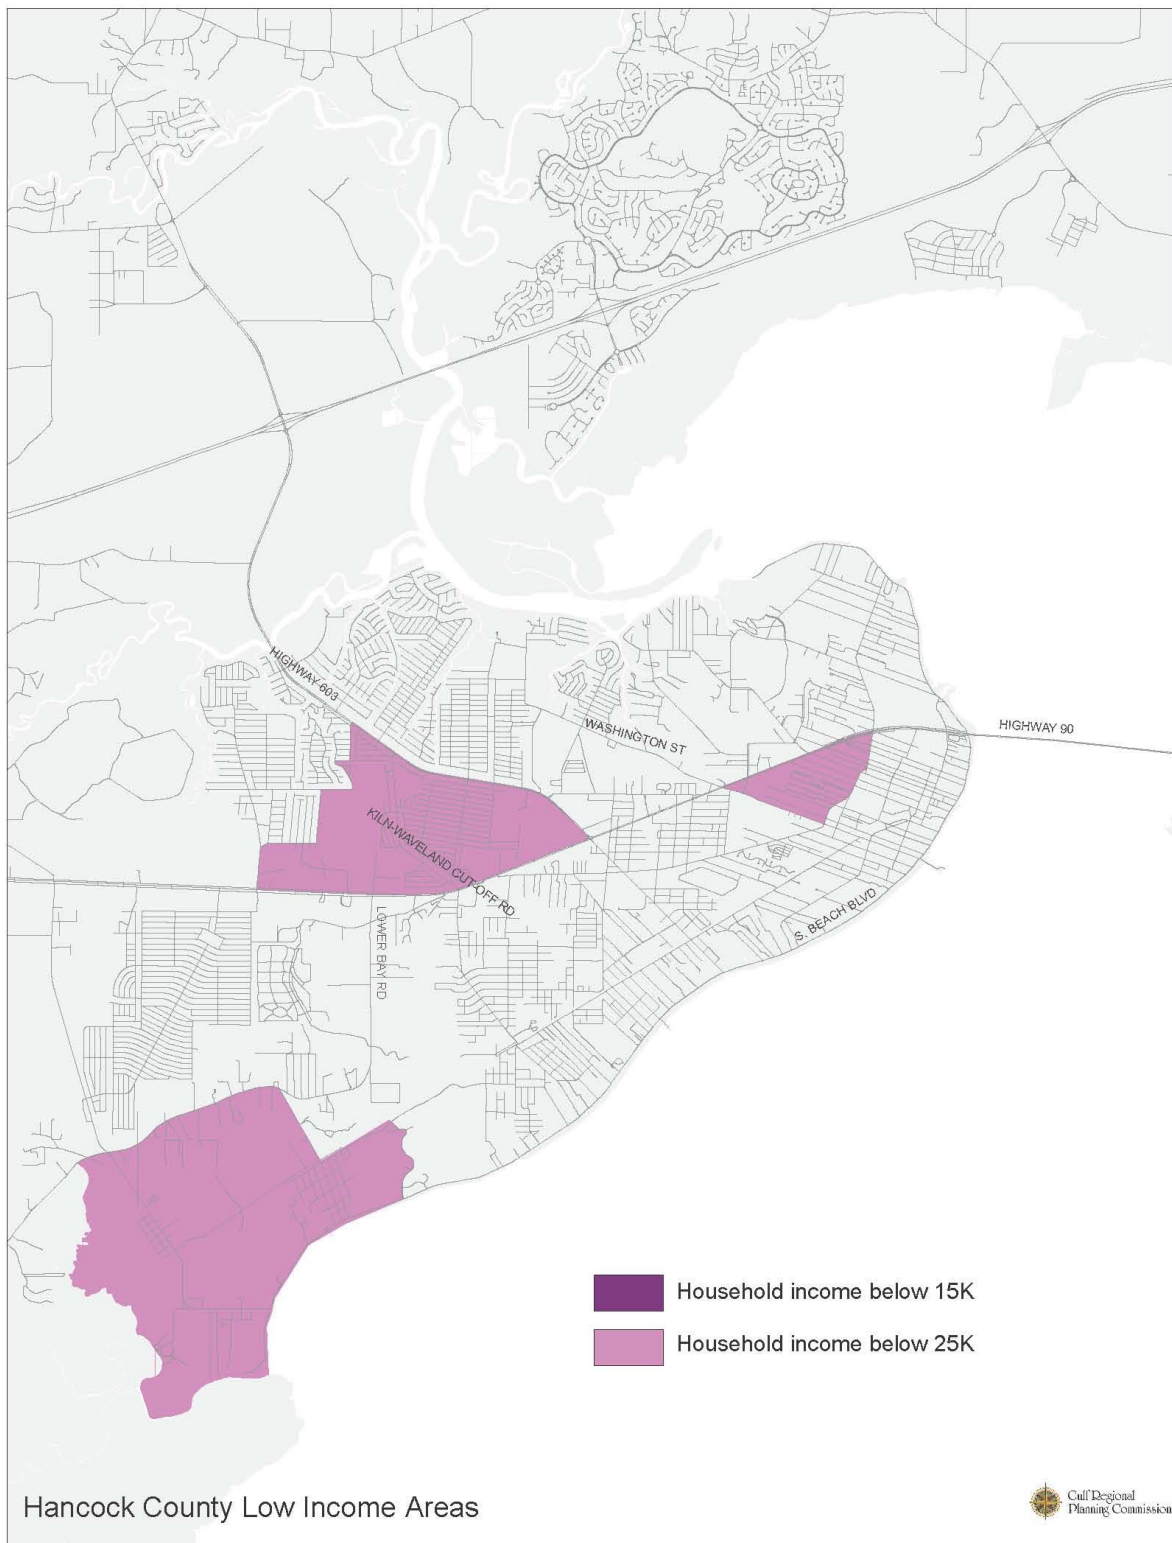 HIGHWAY 603
WASHINGTON ST
HIGHWAY 90
KILN-WAVELAND CUT-OFF RD
LOWER BAY RD
S. BEACH BLVD
Household income below 15K
Household income below 25K
Hancock County Low Income Areas
Gulf Regional
Planning Commission